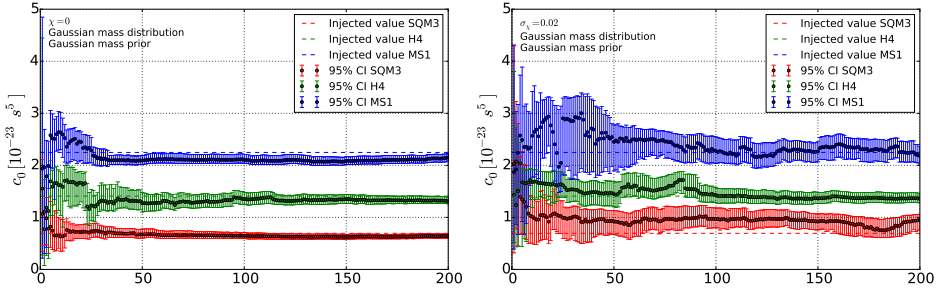 χ = 0
Gaussian mass distribution
Gaussian mass prior
Injected value SQM3
Injected value H4
Injected value MS1
95% CI SQM3
95% CI H4
95% CI MS1
c₀ [10⁻²³ s⁵]
5
4
3
2
1
0
0 50 100 150 200
σχ = 0.02
Gaussian mass distribution
Gaussian mass prior
Injected value SQM3
Injected value H4
Injected value MS1
95% CI SQM3
95% CI H4
95% CI MS1
c₀ [10⁻²³ s⁵]
5
4
3
2
1
0
0 50 100 150 200